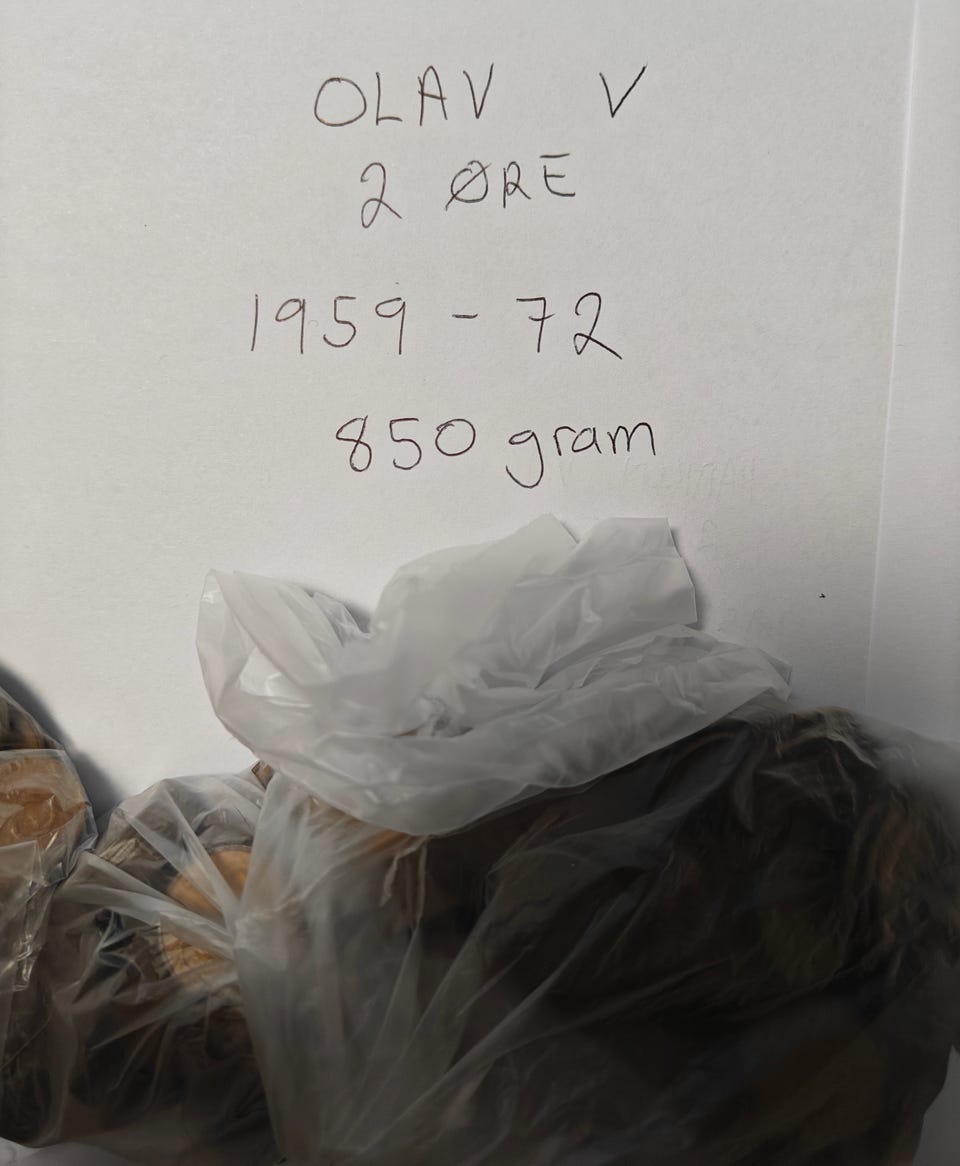 OLAV V
2 ØRE
1959 - 72
850 gram